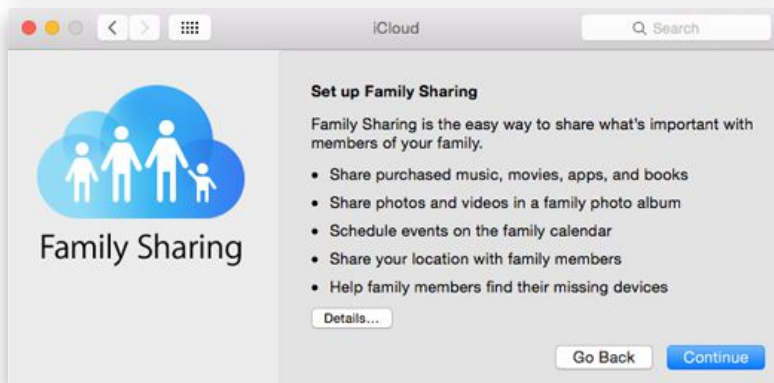 iCloud
Search
Set up Family Sharing
Family Sharing is the easy way to share what's important with
members of your family.
• Share purchased music, movies, apps, and books
• Share photos and videos in a family photo album
• Schedule events on the family calendar
• Share your location with family members
• Help family members find their missing devices
Family Sharing
Details...
Go Back
Continue